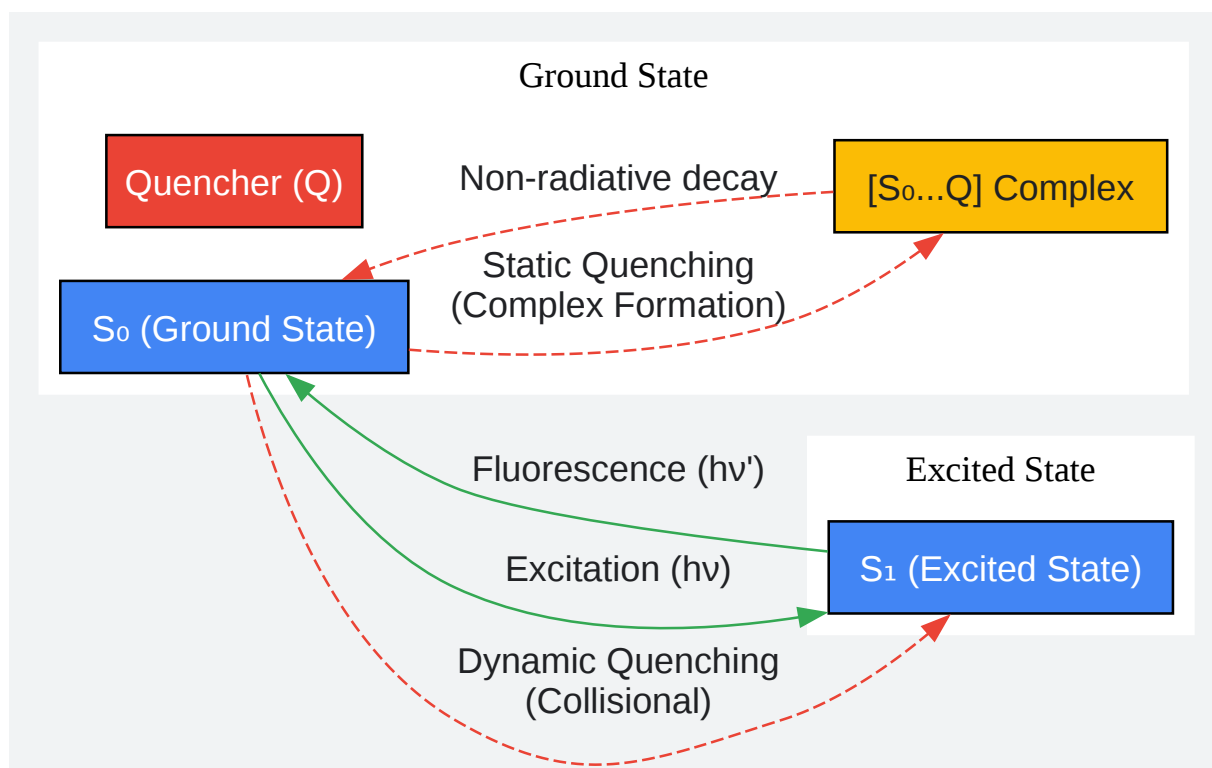 Ground State
Quencher (Q)
Non-radiative decay
[S₀...Q] Complex
Static Quenching
(Complex Formation)
S₀ (Ground State)
Fluorescence (hν')
Excited State
Excitation (hν)
S₁ (Excited State)
Dynamic Quenching
(Collisional)